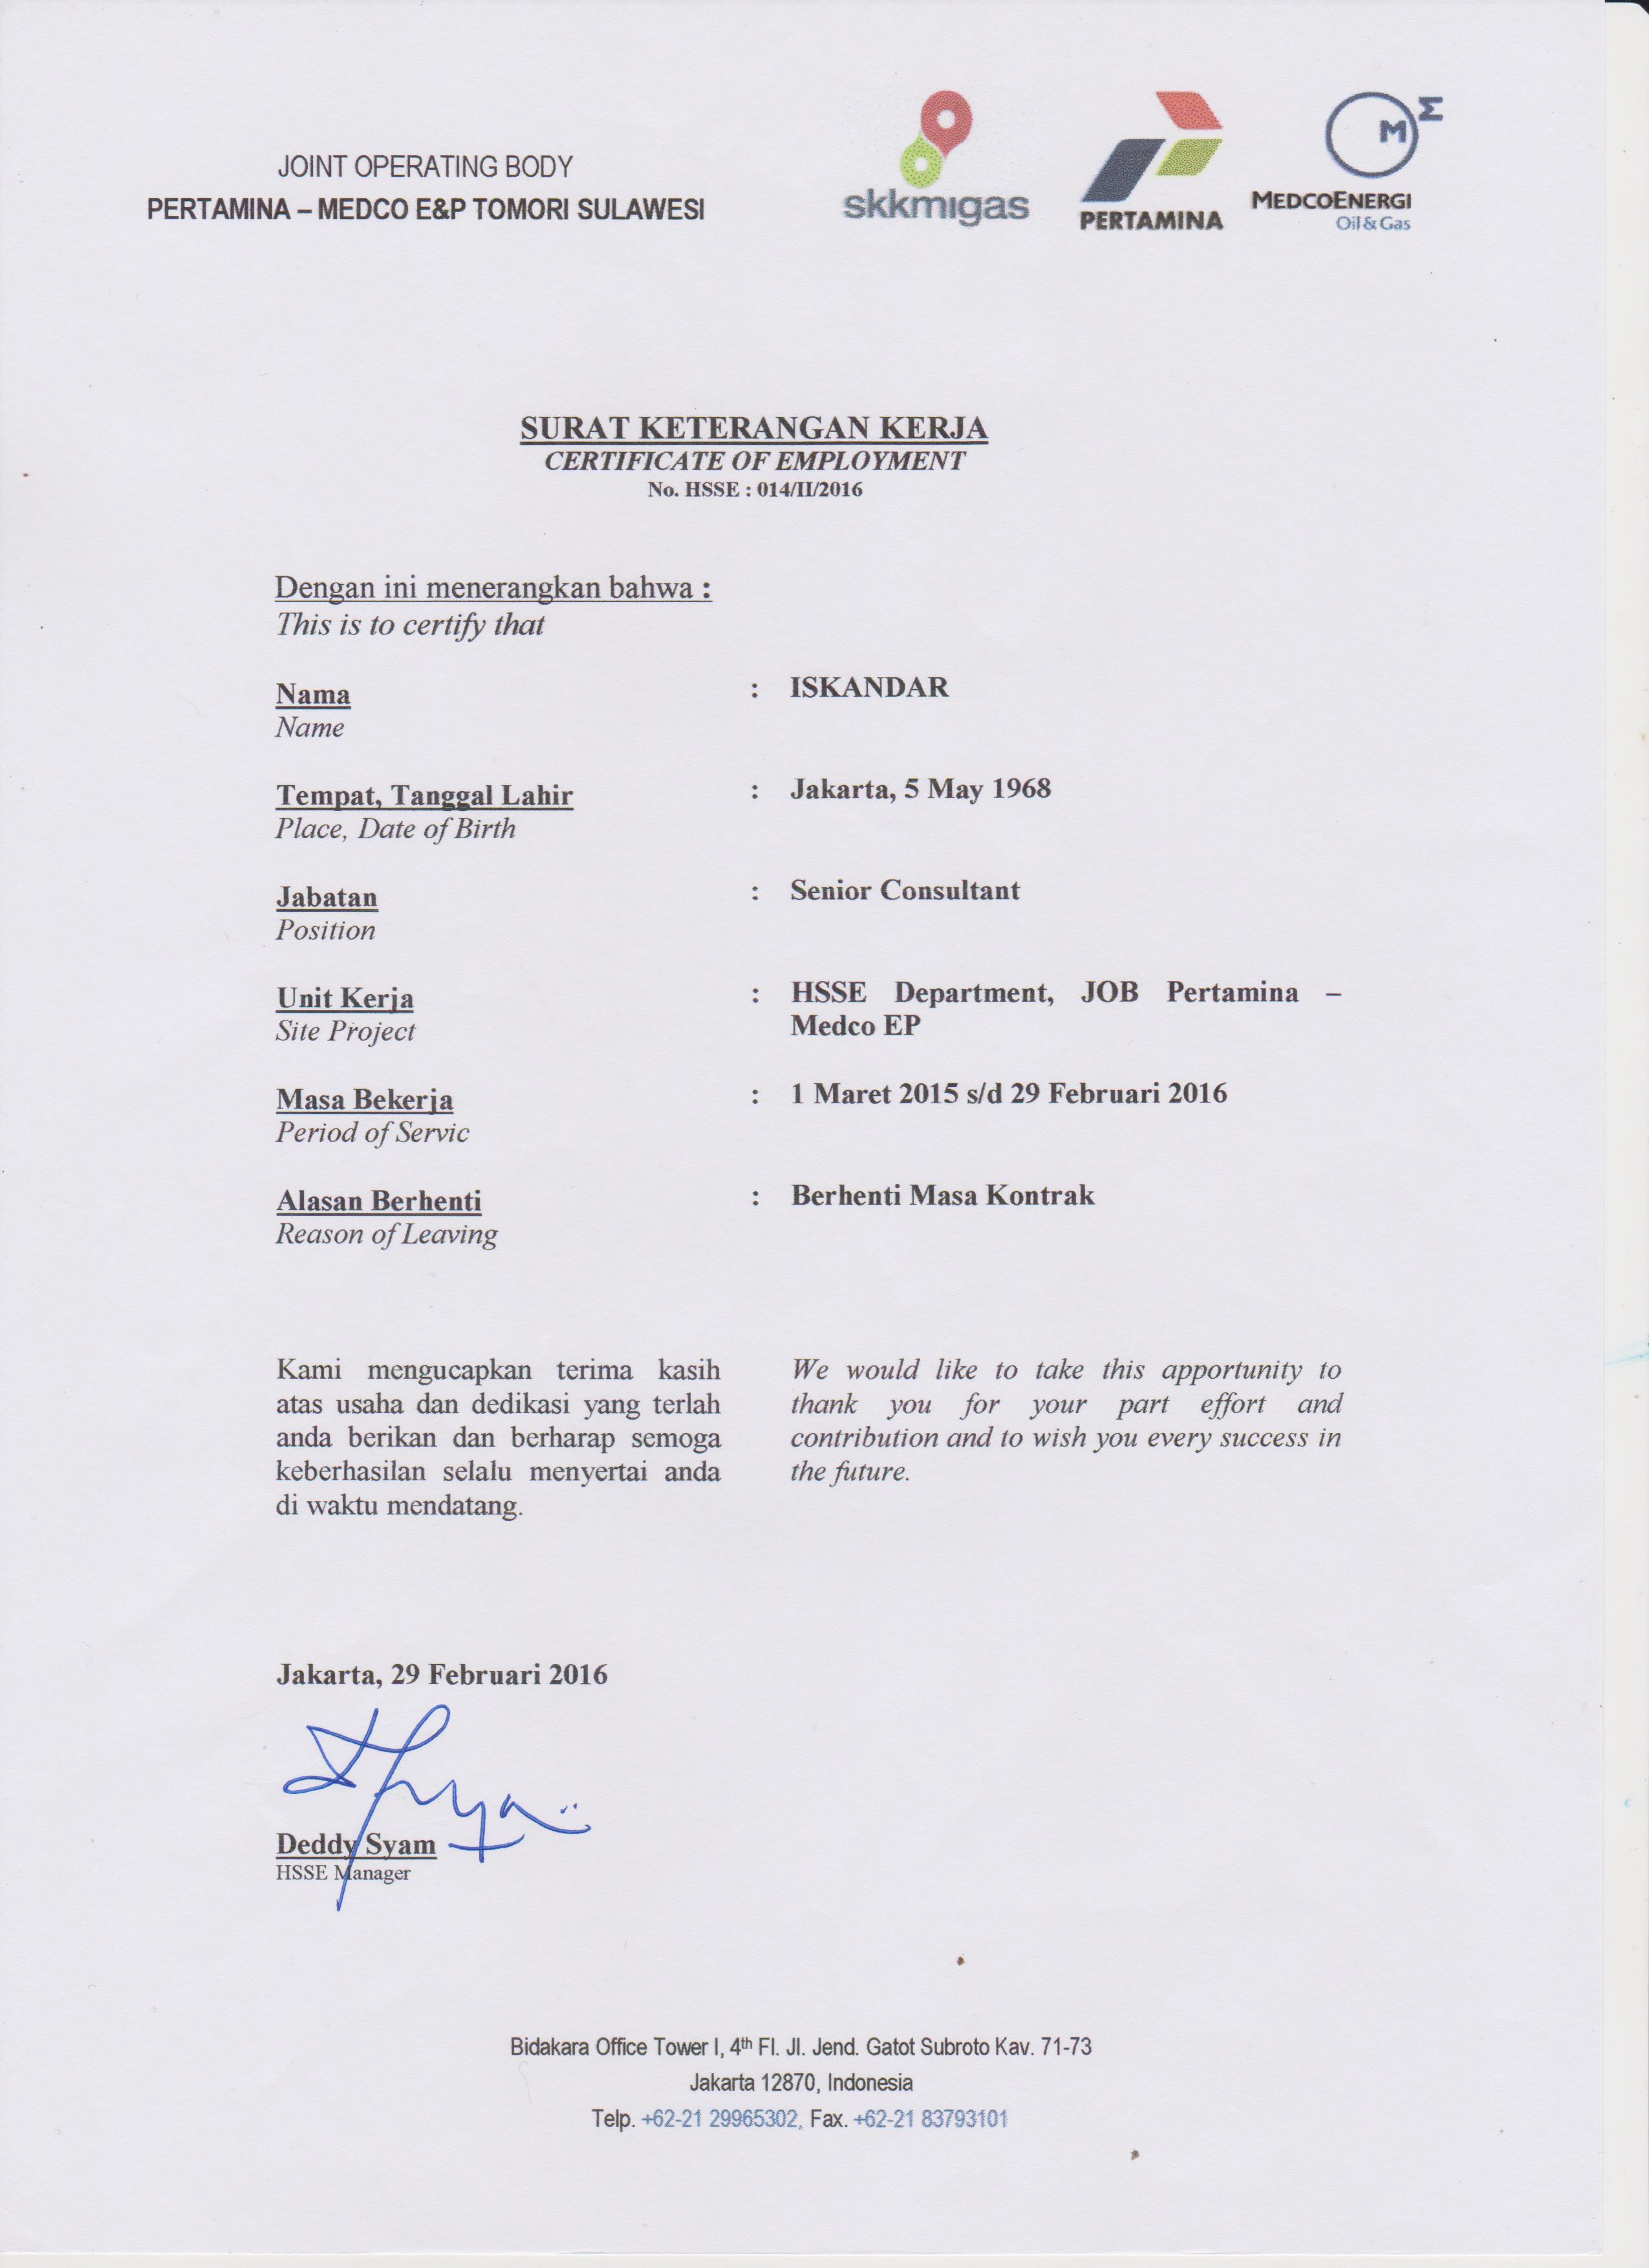 JOINT OPERATING BODY
PERTAMINA – MEDCO E&P TOMORI SULAWESI
skkmigas
PERTAMINA
MEDCOENERGI
Oil & Gas
SURAT KETERANGAN KERJA
CERTIFICATE OF EMPLOYMENT
No. HSSE : 014/II/2016
Dengan ini menerangkan bahwa :
This is to certify that
Nama : ISKANDAR
Name
Tempat, Tanggal Lahir : Jakarta, 5 May 1968
Place, Date of Birth
Jabatan : Senior Consultant
Position
Unit Kerja : HSSE Department, JOB Pertamina –
Site Project Medco EP
Masa Bekerja : 1 Maret 2015 s/d 29 Februari 2016
Period of Servic
Alasan Berhenti : Berhenti Masa Kontrak
Reason of Leaving
Kami mengucapkan terima kasih
atas usaha dan dedikasi yang terlah
anda berikan dan berharap semoga
keberhasilan selalu menyertai anda
di waktu mendatang.
We would like to take this apportunity to
thank you for your part effort and
contribution and to wish you every success in
the future.
Jakarta, 29 Februari 2016
Deddy Syam
HSSE Manager
Bidakara Office Tower I, 4th Fl. Jl. Jend. Gatot Subroto Kav. 71-73
Jakarta 12870, Indonesia
Telp. +62-21 29965302, Fax. +62-21 83793101